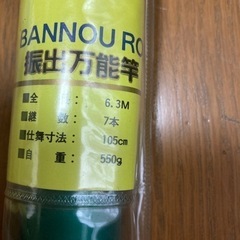 BANNOU RO
振出万能竿
■全長: 6.3M
■継数: 7本
■仕舞寸法: 105cm
■自重: 550g